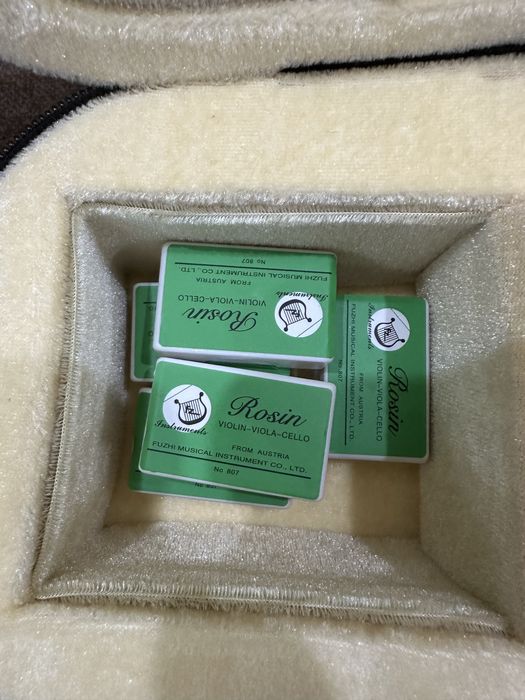 Rosin
VIOLIN-VIOLA-CELLO
FROM AUSTRIA
FUZHI MUSICAL INSTRUMENT CO., LTD.
No 807
Instruments
Rosin
VIOLIN-VIOLA-CELLO
FROM AUSTRIA
FUZHI MUSICAL INSTRUMENT CO., LTD.
No 807
Instruments
Rosin
VIOLIN-VIOLA-CELLO
FROM AUSTRIA
FUZHI MUSICAL INSTRUMENT CO., LTD.
No 807
Instruments